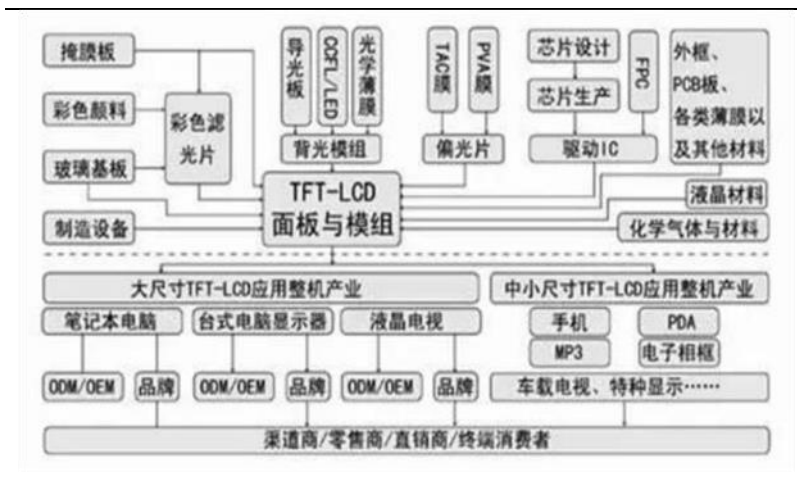 掩膜板
导光板
CCFL/LED
光学薄膜
TAC膜
PVA膜
芯片设计
FPC
外框、
PCB板、
各类薄膜以
及其他材料
彩色颜料
彩色滤
光片
芯片生产
玻璃基板
背光模组
偏光片
驱动IC
TFT-LCD
面板与模组
液晶材料
制造设备
化学气体与材料
大尺寸TFT-LCD应用整机产业
中小尺寸TFT-LCD应用整机产业
笔记本电脑
台式电脑显示器
液晶电视
手机
PDA
MP3
电子相框
ODM/OEM
品牌
ODM/OEM
品牌
ODM/OEM
品牌
车载电视、特种显示……
渠道商/零售商/直销商/终端消费者